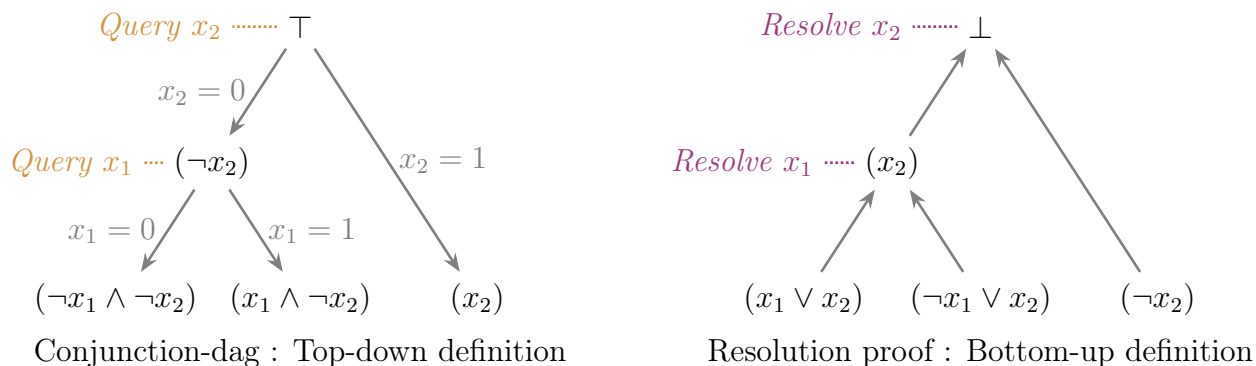 Query x₂ ⊤ Resolve x₂ ⊥
x₂ = 0
Query x₁ (¬x₂) x₂ = 1 Resolve x₁ (x₂)
x₁ = 0 x₁ = 1
(¬x₁ ∧ ¬x₂) (x₁ ∧ ¬x₂) (x₂) (x₁ ∨ x₂) (¬x₁ ∨ x₂) (¬x₂)
Conjunction-dag : Top-down definition Resolution proof : Bottom-up definition